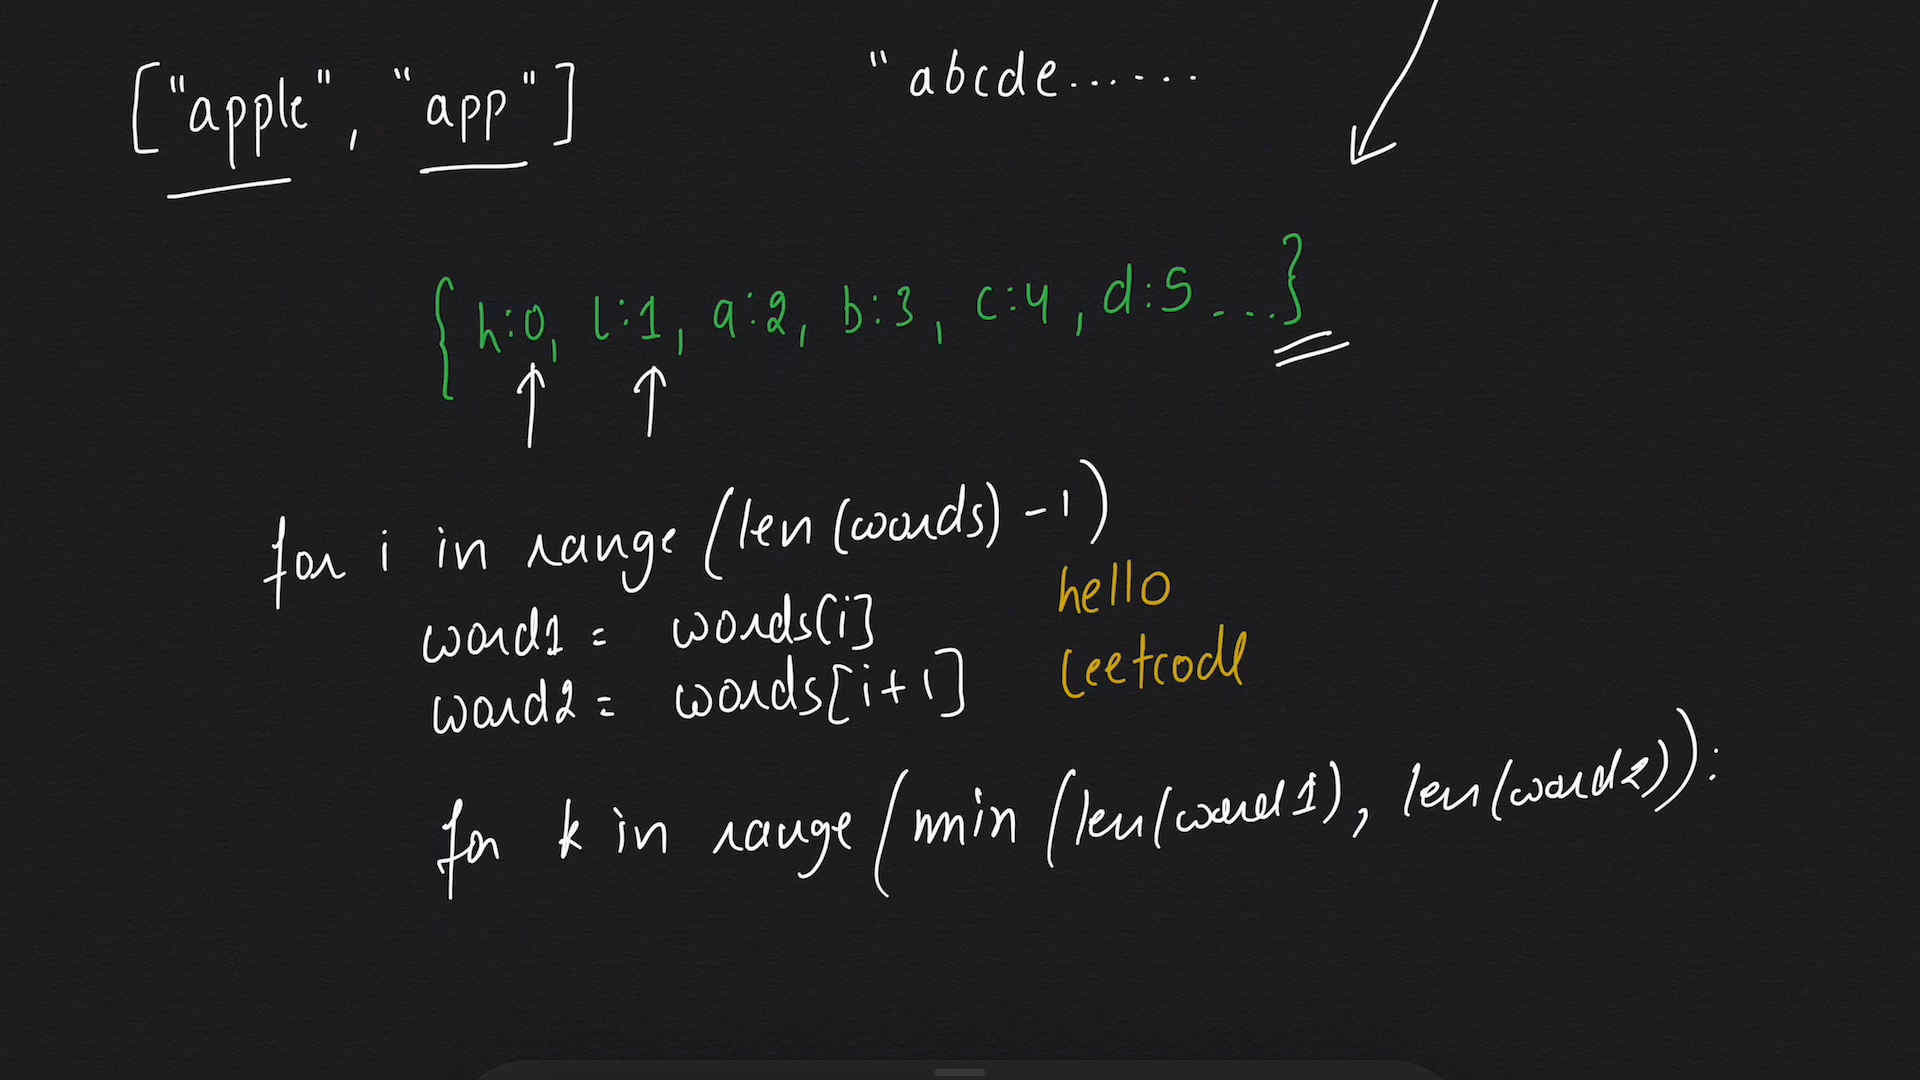 ["apple", "app"]
"abcde......
{h:0, l:1, a:2, b:3, c:4, d:5 ...}
for i in range (len(words) - 1)
word1 = words[i]
word2 = words[i+1]
hello
leetcode
for k in range (min (len(word1), len(word2)):